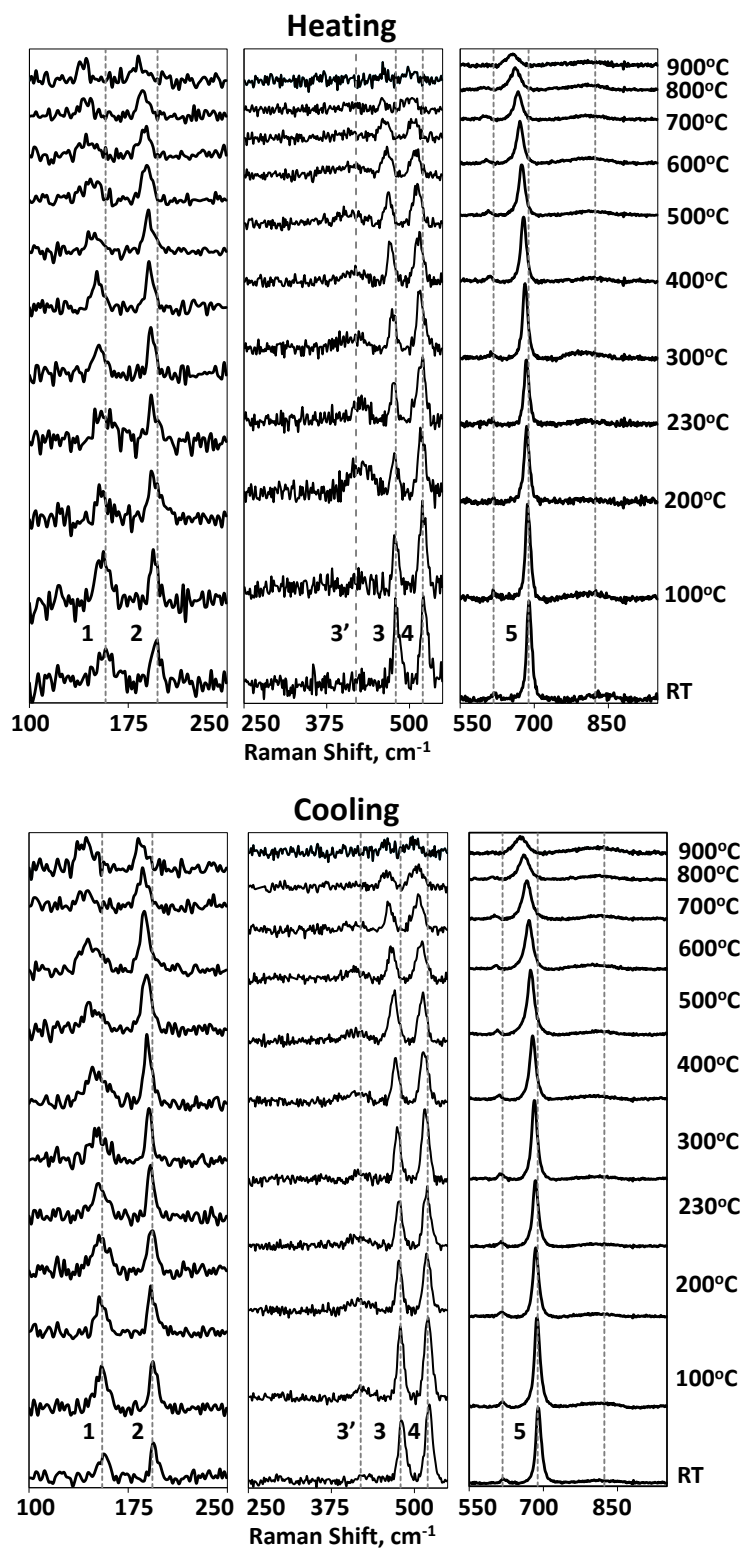 Heating
900°C
800°C
700°C
600°C
500°C
400°C
300°C
230°C
200°C
100°C
1 2 3’ 3 4 5
RT
100 175 250 250 375 500 550 700 850
Raman Shift, cm-1
Cooling
900°C
800°C
700°C
600°C
500°C
400°C
300°C
230°C
200°C
100°C
1 2 3’ 3 4 5
RT
100 175 250 250 375 500 550 700 850
Raman Shift, cm-1